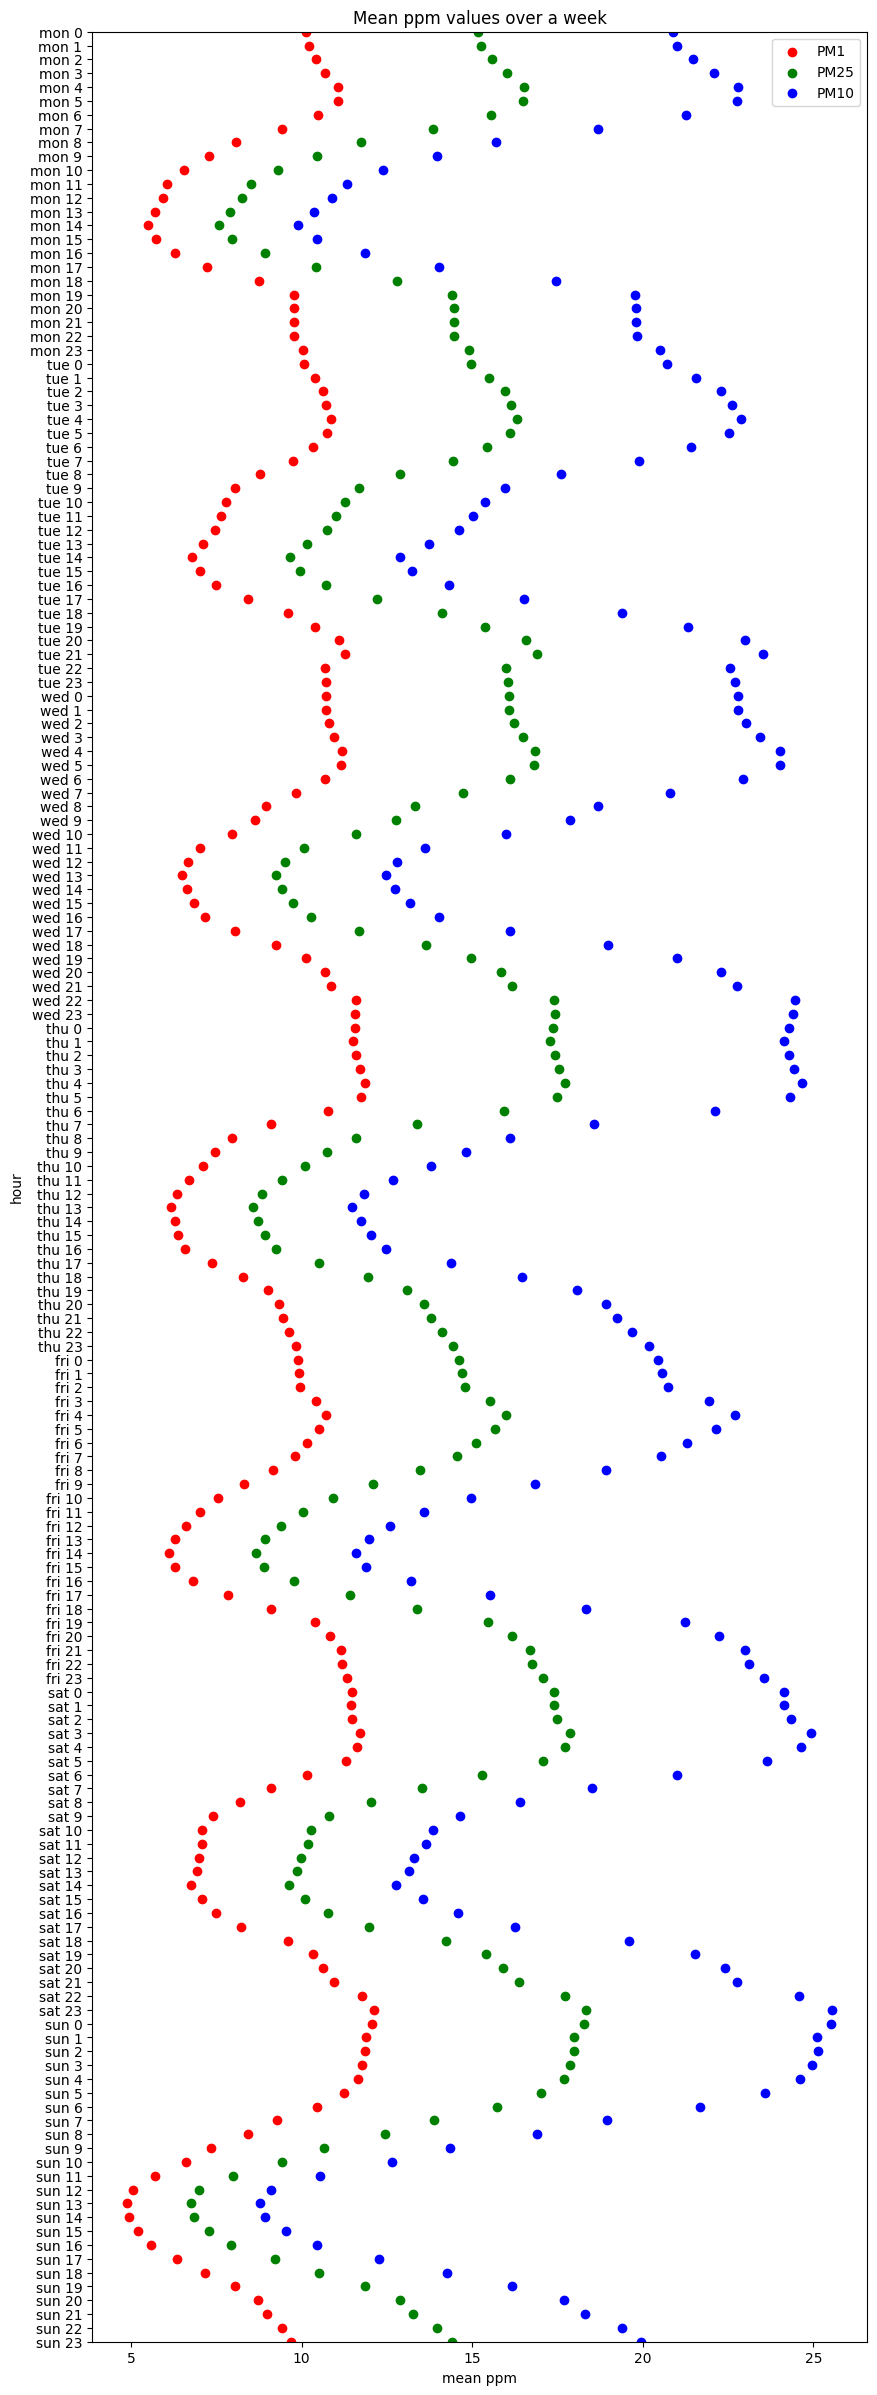 Mean ppm values over a week
PM1
PM25
PM10
mon 0
mon 1
mon 2
mon 3
mon 4
mon 5
mon 6
mon 7
mon 8
mon 9
mon 10
mon 11
mon 12
mon 13
mon 14
mon 15
mon 16
mon 17
mon 18
mon 19
mon 20
mon 21
mon 22
mon 23
tue 0
tue 1
tue 2
tue 3
tue 4
tue 5
tue 6
tue 7
tue 8
tue 9
tue 10
tue 11
tue 12
tue 13
tue 14
tue 15
tue 16
tue 17
tue 18
tue 19
tue 20
tue 21
tue 22
tue 23
wed 0
wed 1
wed 2
wed 3
wed 4
wed 5
wed 6
wed 7
wed 8
wed 9
wed 10
wed 11
wed 12
wed 13
wed 14
wed 15
wed 16
wed 17
wed 18
wed 19
wed 20
wed 21
wed 22
wed 23
thu 0
thu 1
thu 2
thu 3
thu 4
thu 5
thu 6
thu 7
thu 8
thu 9
thu 10
thu 11
thu 12
thu 13
thu 14
thu 15
thu 16
thu 17
thu 18
thu 19
thu 20
thu 21
thu 22
thu 23
fri 0
fri 1
fri 2
fri 3
fri 4
fri 5
fri 6
fri 7
fri 8
fri 9
fri 10
fri 11
fri 12
fri 13
fri 14
fri 15
fri 16
fri 17
fri 18
fri 19
fri 20
fri 21
fri 22
fri 23
sat 0
sat 1
sat 2
sat 3
sat 4
sat 5
sat 6
sat 7
sat 8
sat 9
sat 10
sat 11
sat 12
sat 13
sat 14
sat 15
sat 16
sat 17
sat 18
sat 19
sat 20
sat 21
sat 22
sat 23
sun 0
sun 1
sun 2
sun 3
sun 4
sun 5
sun 6
sun 7
sun 8
sun 9
sun 10
sun 11
sun 12
sun 13
sun 14
sun 15
sun 16
sun 17
sun 18
sun 19
sun 20
sun 21
sun 22
sun 23
hour
5 10 15 20 25
mean ppm